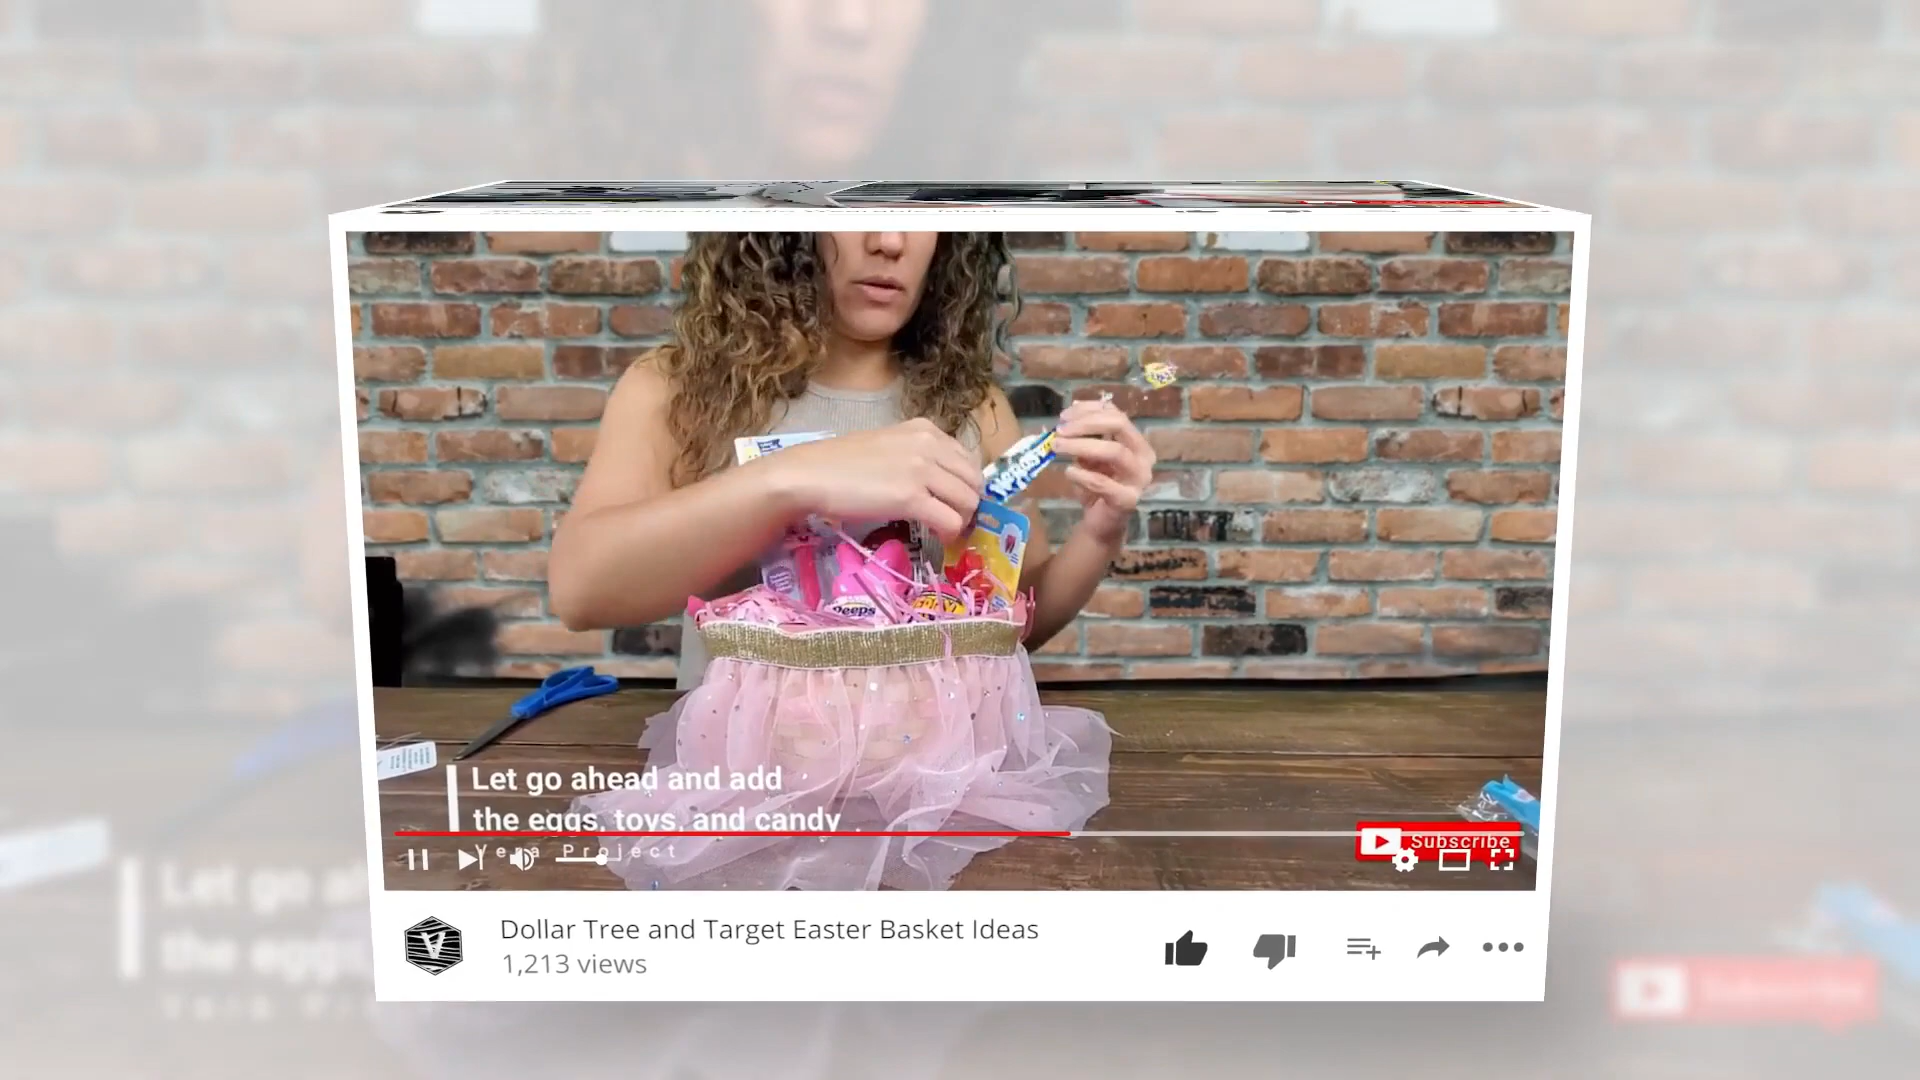 Peeps
Let go ahead and add
the eggs, toys, and candy
Vera Project
Subscribe
Dollar Tree and Target Easter Basket Ideas
1,213 views